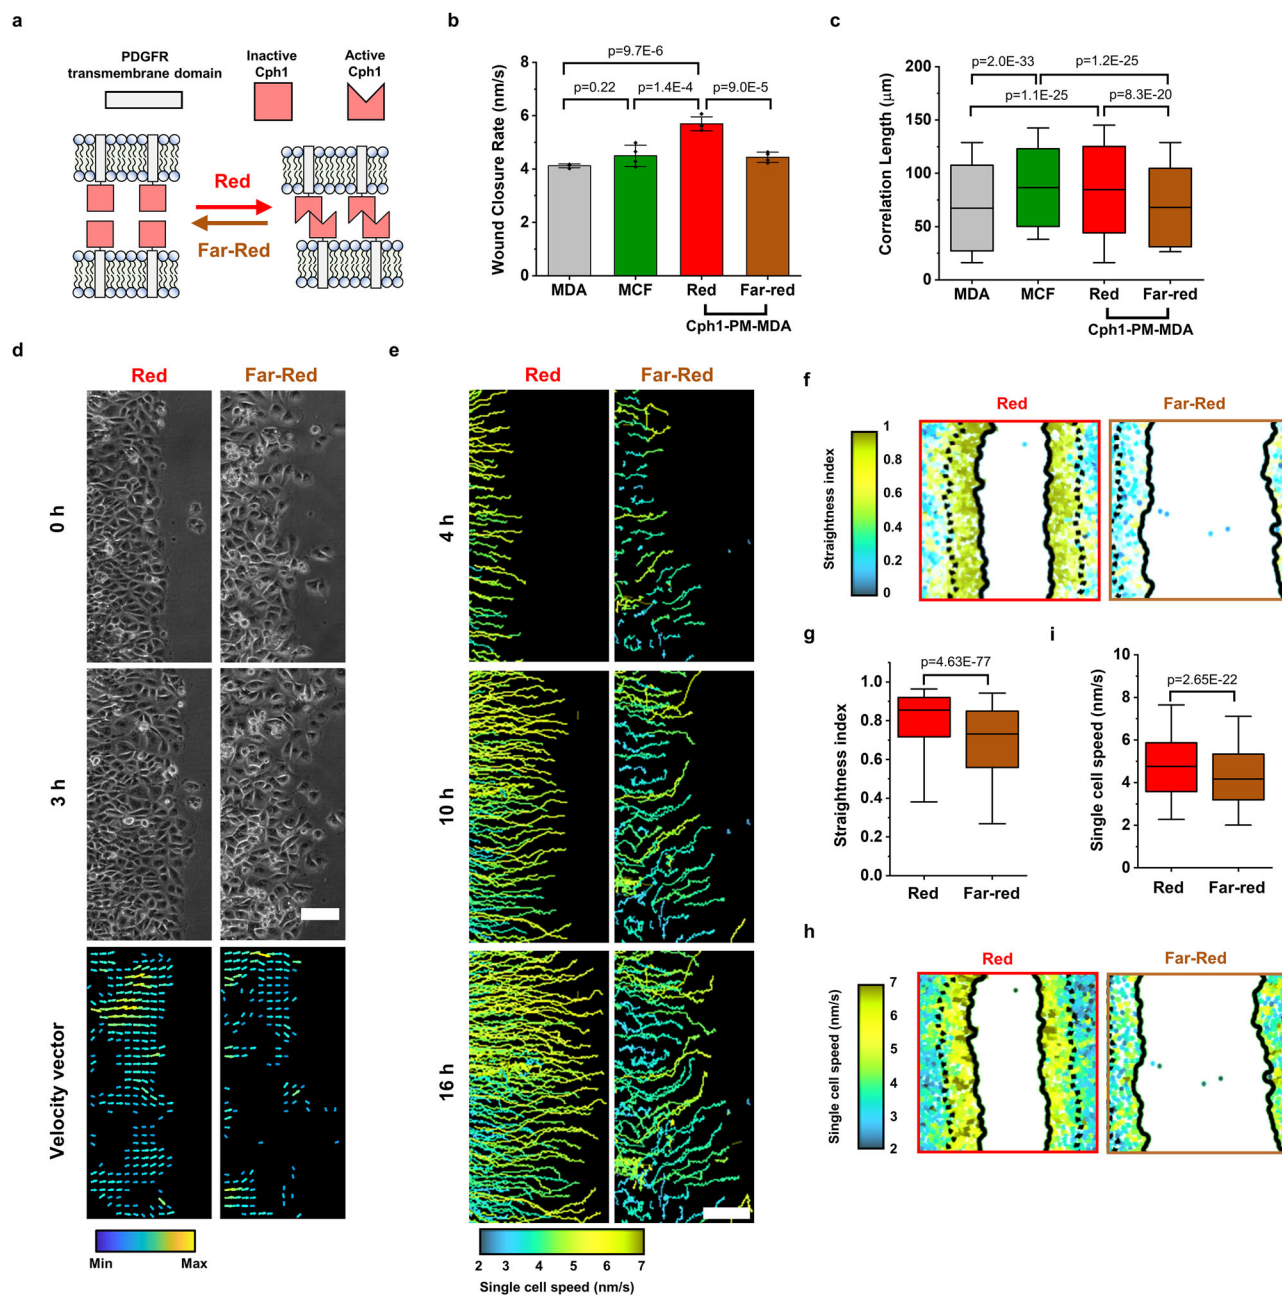 a
PDGFR
transmembrane domain
Inactive
Cph1
Active
Cph1
Red
Far-Red
b
Wound Closure Rate (nm/s)
8
6
4
2
0
p=9.7E-6
p=0.22
p=1.4E-4
p=9.0E-5
MDA
MCF
Red
Far-red
Cph1-PM-MDA
c
Correlation Length (μm)
200
150
100
50
0
p=2.0E-33
p=1.2E-25
p=1.1E-25
p=8.3E-20
MDA
MCF
Red
Far-red
Cph1-PM-MDA
d
Red
Far-Red
0 h
3 h
Velocity vector
Min
Max
e
Red
Far-Red
4 h
10 h
16 h
2 3 4 5 6 7
Single cell speed (nm/s)
f
Red
Far-Red
Straightness index
1
0.8
0.6
0.4
0.2
0
g
Straightness index
1.0
0.8
0.6
0.4
0.2
0.0
p=4.63E-77
Red
Far-red
i
Single cell speed (nm/s)
10
8
6
4
2
0
p=2.65E-22
Red
Far-red
h
Red
Far-Red
Single cell speed (nm/s)
7
6
5
4
3
2